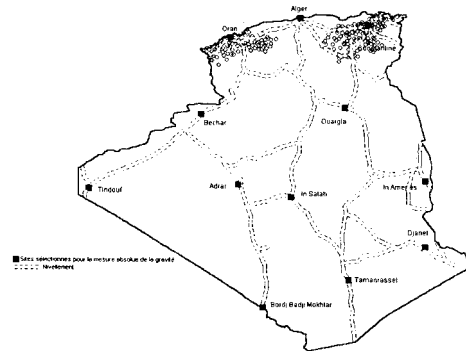 Alger
Oran
Constantine
Bechar
Ouargla
Tindouf
Adrar
In Salah
In Amenas
Djanet
Sites sélectionnés pour la mesure absolue de la gravité
Nivellement
Tamanrasset
Bordj Badji Mokhtar